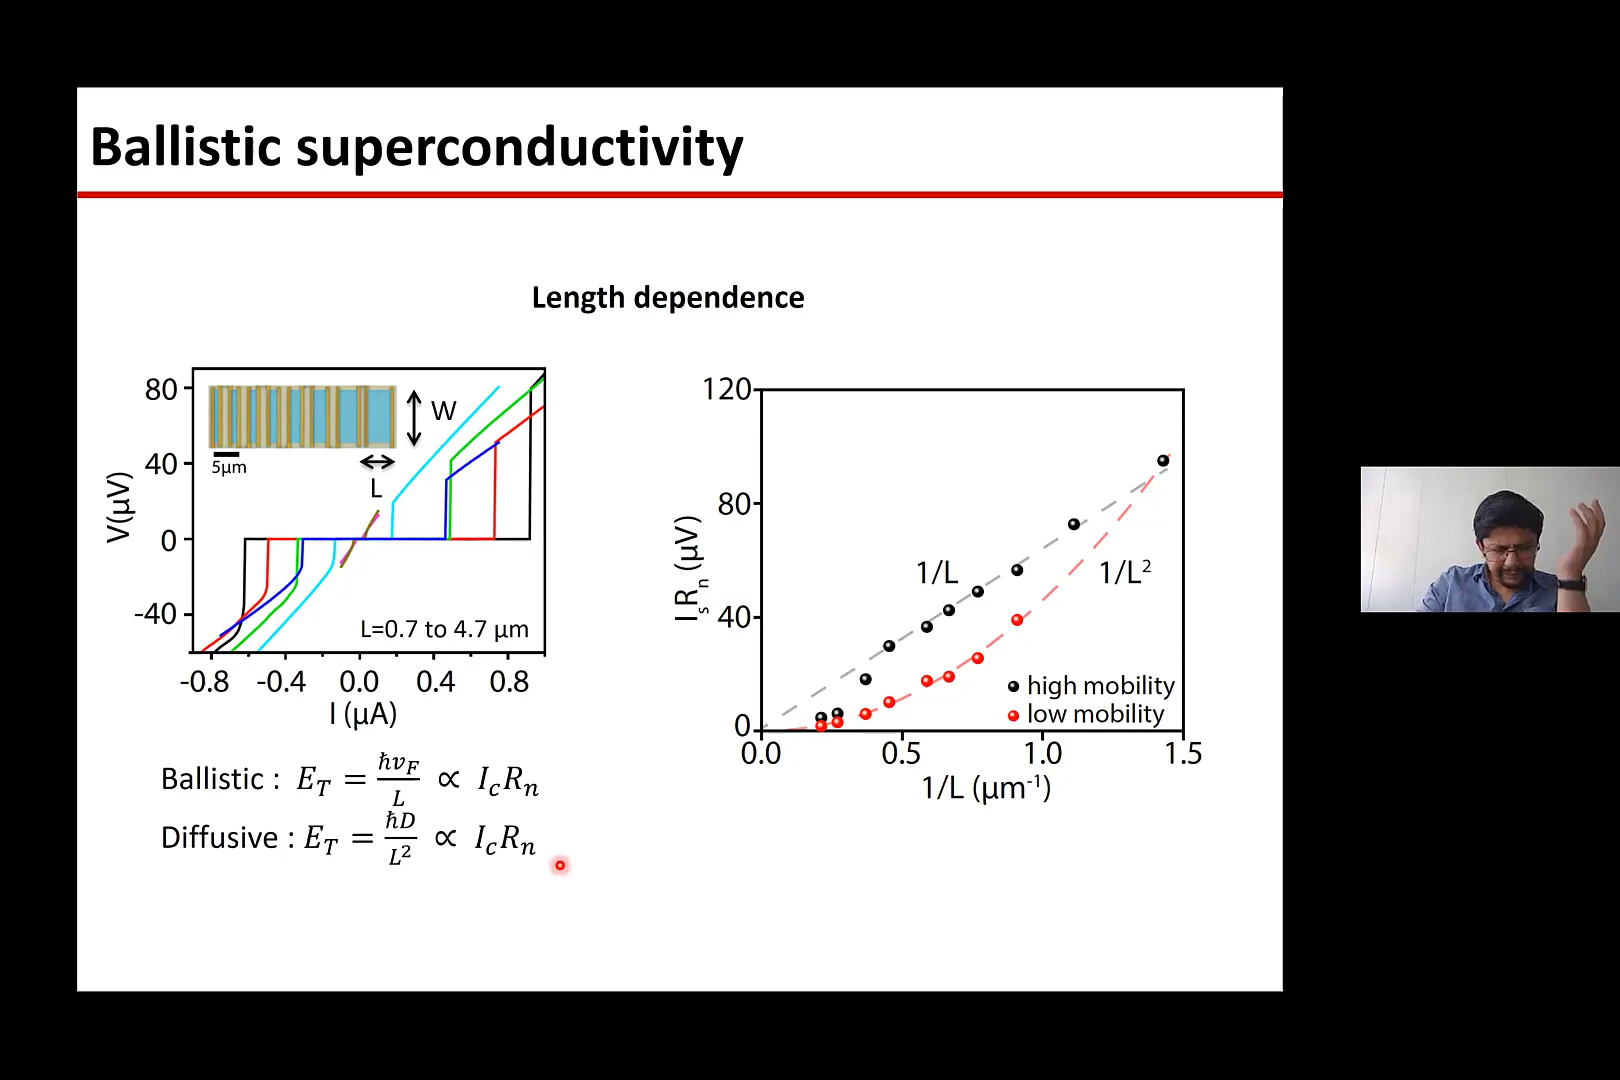 Ballistic superconductivity
Length dependence
80
40
0
-40
V(µV)
W
5µm
L
L=0.7 to 4.7 µm
-0.8 -0.4 0.0 0.4 0.8
I (µA)
120
80
40
0
IₛRₙ (µV)
1/L
1/L²
high mobility
low mobility
0.0 0.5 1.0 1.5
1/L (µm⁻¹)
Ballistic : E_T = ħv_F / L ∝ I_cR_n
Diffusive : E_T = ħD / L² ∝ I_cR_n